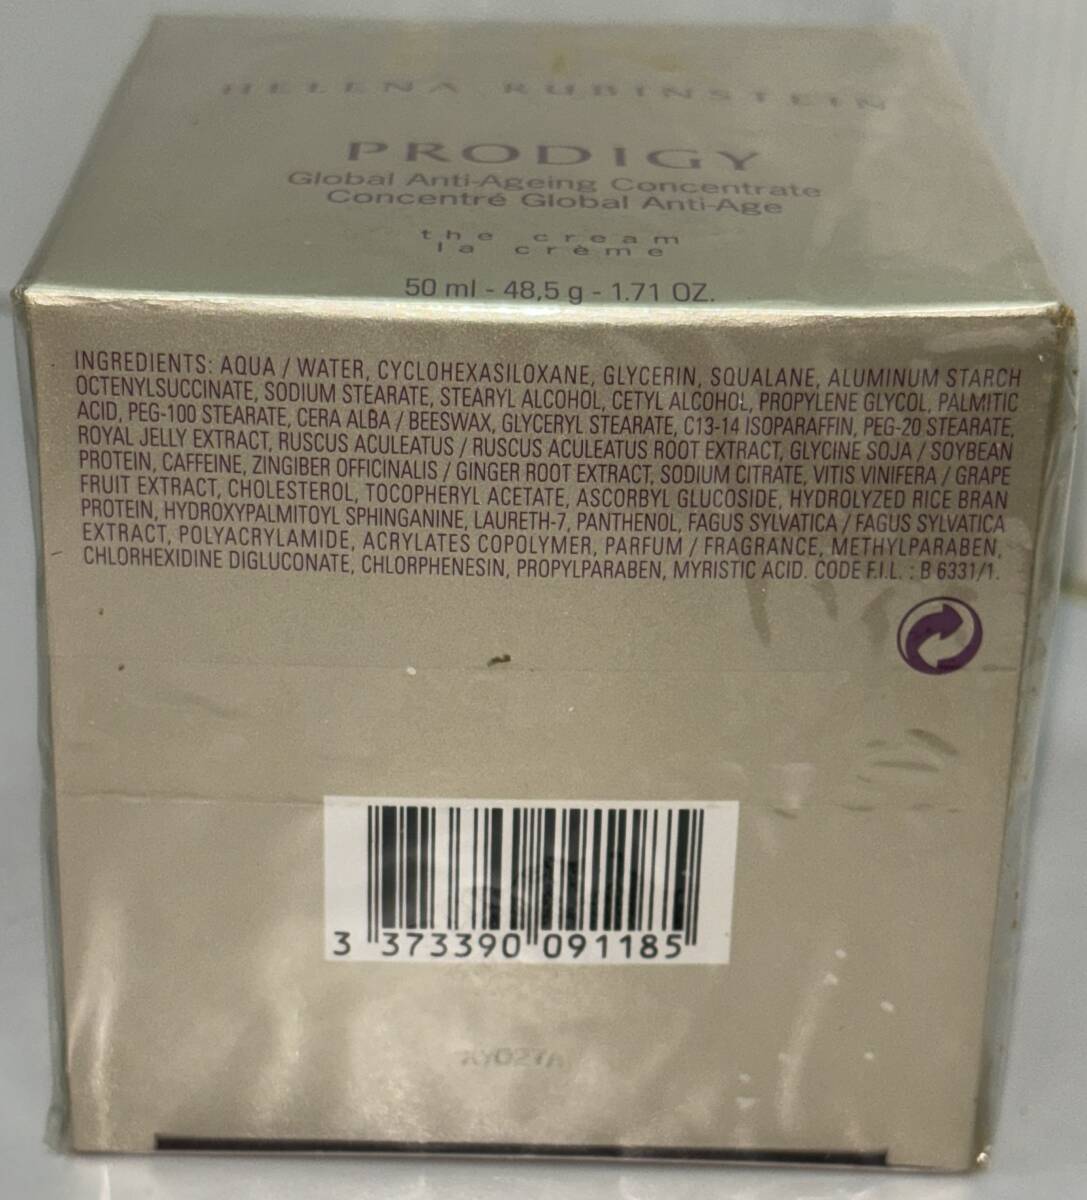 HELENA RUBINSTEIN
PRODIGY
Global Anti-Ageing Concentrate
Concentré Global Anti-Age
the cream
la crème
50 ml - 48,5 g - 1.71 OZ.
INGREDIENTS: AQUA / WATER, CYCLOHEXASILOXANE, GLYCERIN, SQUALANE, ALUMINUM STARCH
OCTENYLSUCCINATE, SODIUM STEARATE, STEARYL ALCOHOL, CETYL ALCOHOL, PROPYLENE GLYCOL, PALMITIC
ACID, PEG-100 STEARATE, CERA ALBA / BEESWAX, GLYCERYL STEARATE, C13-14 ISOPARAFFIN, PEG-20 STEARATE,
ROYAL JELLY EXTRACT, RUSCUS ACULEATUS / RUSCUS ACULEATUS ROOT EXTRACT, GLYCINE SOJA / SOYBEAN
PROTEIN, CAFFEINE, ZINGIBER OFFICINALIS / GINGER ROOT EXTRACT, SODIUM CITRATE, VITIS VINIFERA / GRAPE
FRUIT EXTRACT, CHOLESTEROL, TOCOPHERYL ACETATE, ASCORBYL GLUCOSIDE, HYDROLYZED RICE BRAN
PROTEIN, HYDROXYPALMITOYL SPHINGANINE, LAURETH-7, PANTHENOL, FAGUS SYLVATICA / FAGUS SYLVATICA
EXTRACT, POLYACRYLAMIDE, ACRYLATES COPOLYMER, PARFUM / FRAGRANCE, METHYLPARABEN,
CHLORHEXIDINE DIGLUCONATE, CHLORPHENESIN, PROPYLPARABEN, MYRISTIC ACID. CODE F.I.L. : B 6331/1.
3 373390 091185